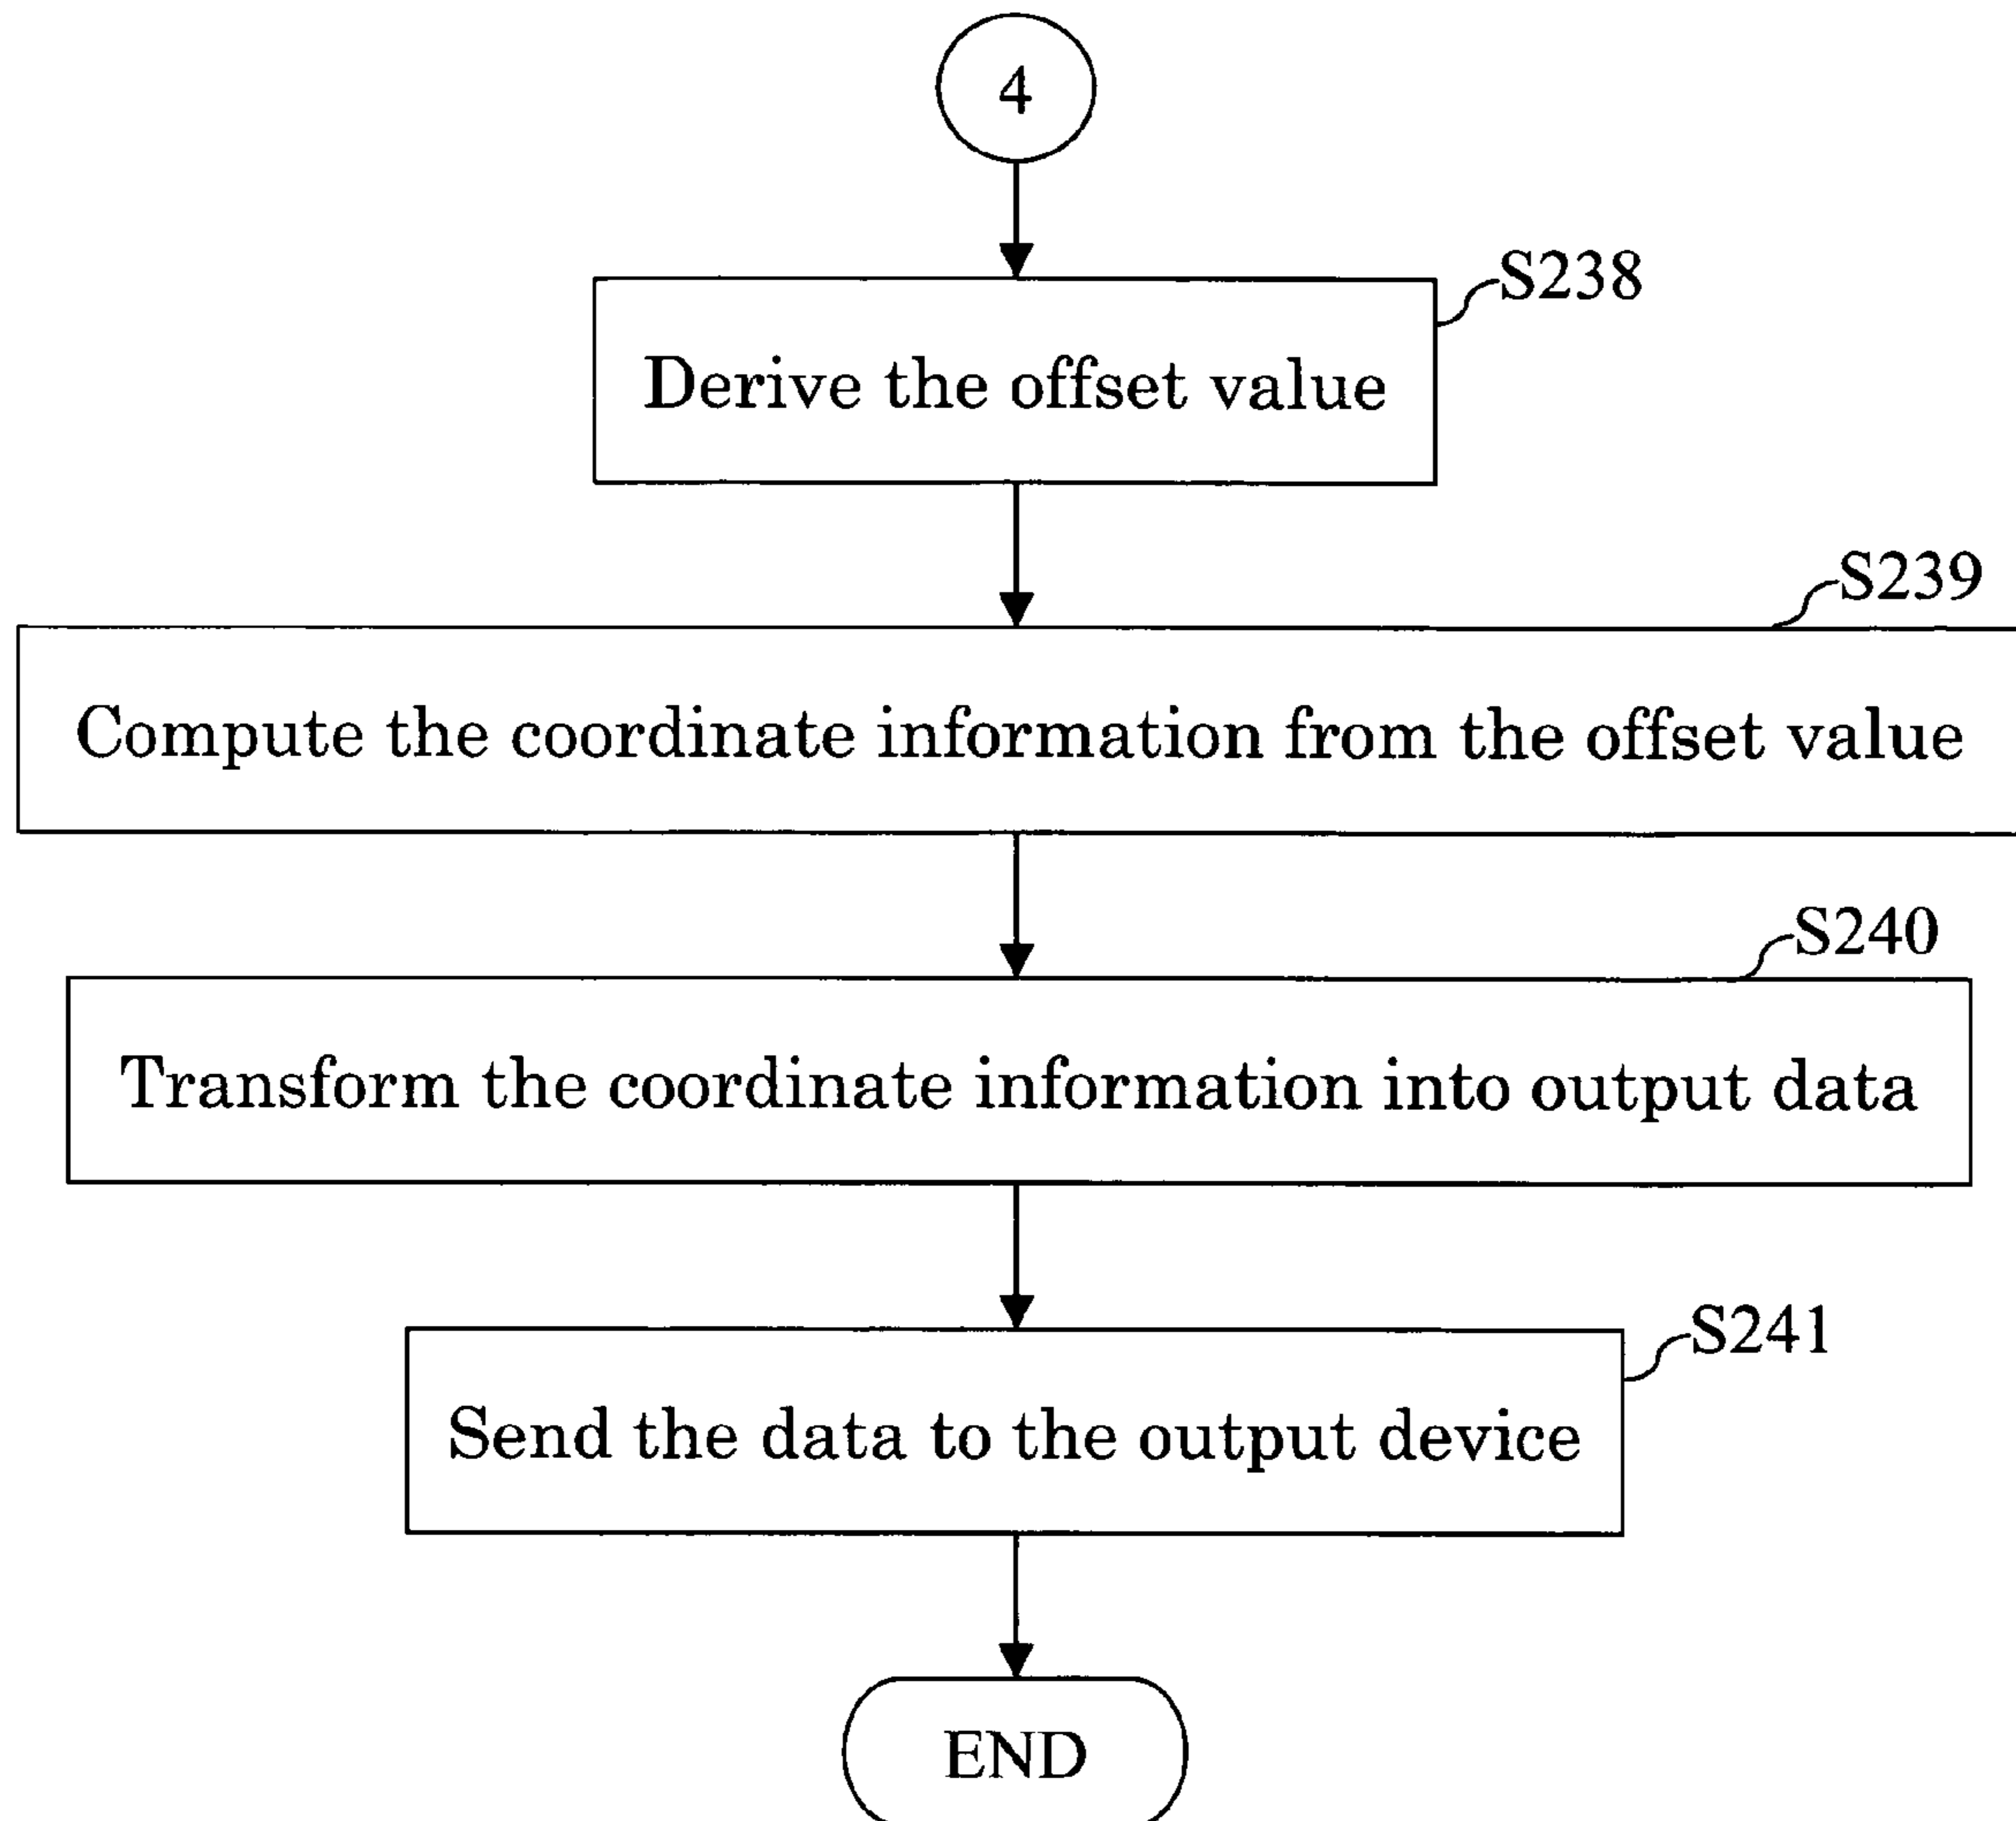 4
S238
Derive the offset value
S239
Compute the coordinate information from the offset value
S240
Transform the coordinate information into output data
S241
Send the data to the output device
END